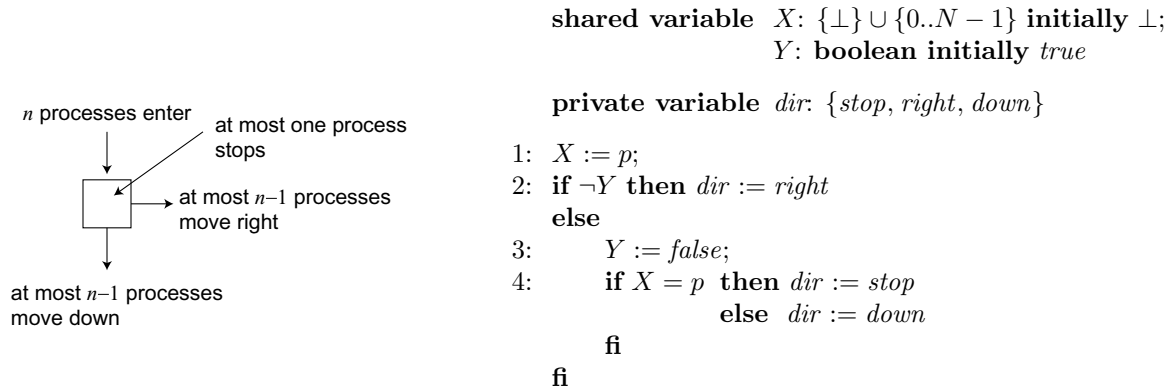 n processes enter
at most one process
stops
at most n−1 processes
move right
at most n−1 processes
move down
shared variable X: {⊥} ∪ {0..N − 1} initially ⊥;
Y: boolean initially true
private variable dir: {stop, right, down}
1: X := p;
2: if ¬Y then dir := right
else
3: Y := false;
4: if X = p then dir := stop
else dir := down
fi
fi